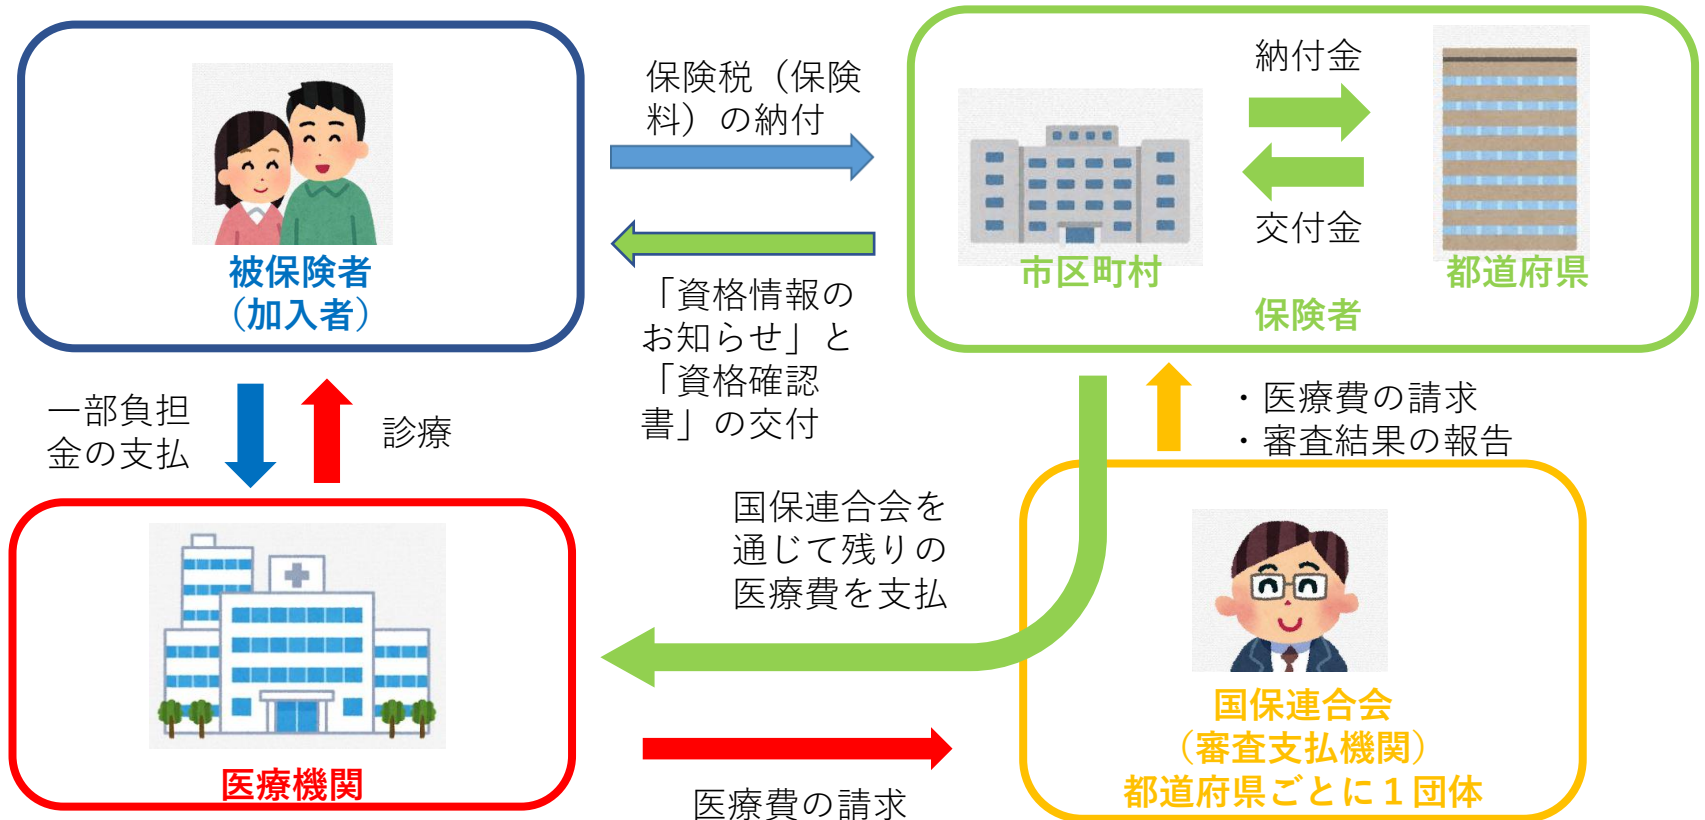 保険税（保険
料）の納付
納付金
交付金
被保険者
（加入者）
市区町村
都道府県
保険者
「資格情報の
お知らせ」と
「資格確認
書」の交付
一部負担
金の支払
診療
・医療費の請求
・審査結果の報告
国保連合会を
通じて残りの
医療費を支払
国保連合会
（審査支払機関）
都道府県ごとに１団体
医療機関
医療費の請求